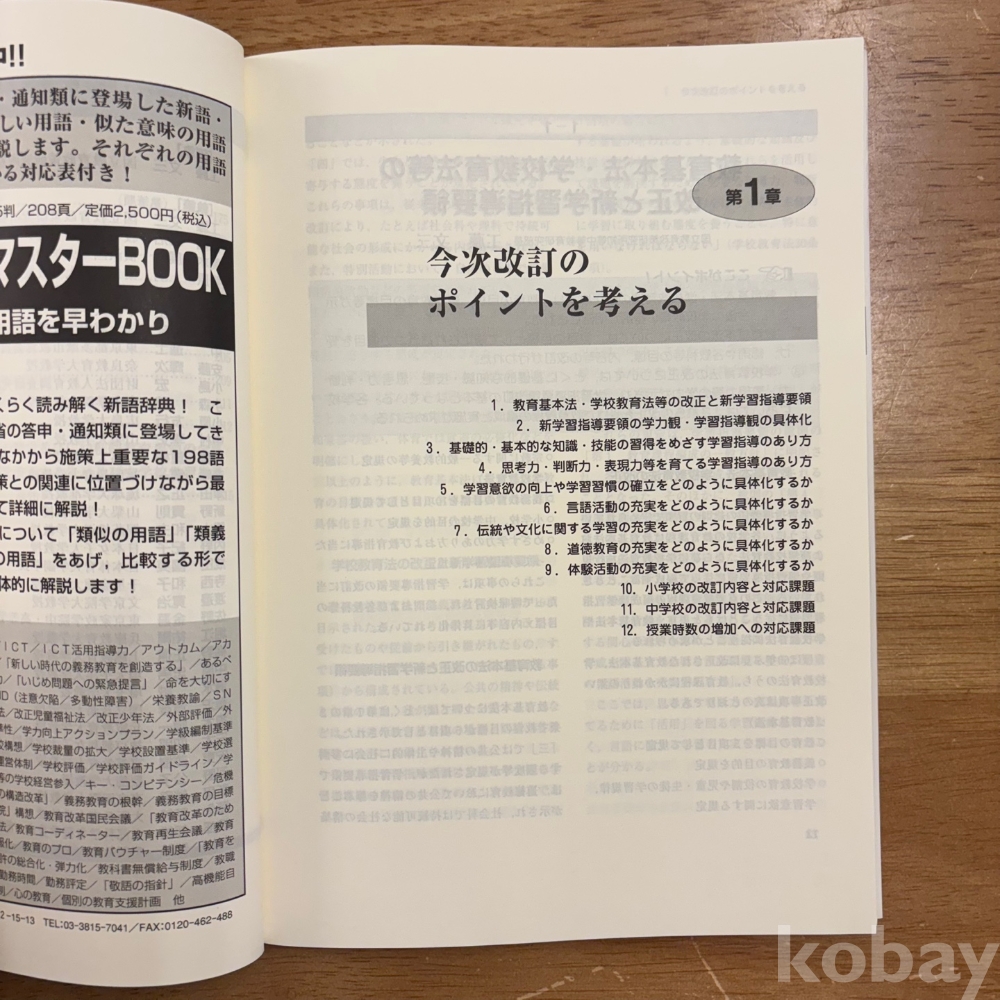 中!!
・通知類に登場した新語・
しい用語・似た意味の用語
説します。それぞれの用語
いる対応表付き！
5判/208頁/定価2,500円(税込)
マスターBOOK
用語を早わかり
くらく読み解く新語辞典！ こ
省の答申・通知類に登場してき
なかから施策上重要な198語
策との関連に位置づけながら最
て詳細に解説！
について「類似の用語」「類義
の用語」をあげ，比較する形で
体的に解説します！
/ICT/ICT活用指導力/アウトカム/アカ
/「新しい時代の義務教育を創造する」/あるべ
り/「いじめ問題への緊急提言」/命を大切にす
HD（注意欠陥/多動性障害）/栄養教諭/SN
法/改正児童福祉法/改正少年法/外部評価/外
準性/学力向上アクションプラン/学級編制基準
校構想/学校裁量の拡大/学校設置基準/学校選
運営体制/学校評価/学校評価ガイドライン/学
等の学校経営参入/キー・コンピテンシー/危機
の構造改革」/義務教育の根幹/義務教育の目標
院」構想/教育改革国民会議/「教育改革のため
法/教育コーディネーター/教育再生会議/教育
報化/教育のプロ/教育バウチャー制度/「教育を
許の総合化・弾力化/教科書無償給与制度/教職
勤務時間/勤務評定/「敬語の指針」/高機能自
制/心の教育/個別の教育支援計画 他
2-15-13 TEL:03-3815-7041/FAX:0120-462-488
第1章
今次改訂の
ポイントを考える
1．教育基本法・学校教育法等の改正と新学習指導要領
2．新学習指導要領の学力観・学習指導観の具体化
3．基礎的・基本的な知識・技能の習得をめざす学習指導のあり方
4．思考力・判断力・表現力等を育てる学習指導のあり方
5．学習意欲の向上や学習習慣の確立をどのように具体化するか
6．言語活動の充実をどのように具体化するか
7．伝統や文化に関する学習の充実をどのように具体化するか
8．道徳教育の充実をどのように具体化するか
9．体験活動の充実をどのように具体化するか
10．小学校の改訂内容と対応課題
11．中学校の改訂内容と対応課題
12．授業時数の増加への対応課題
kobay